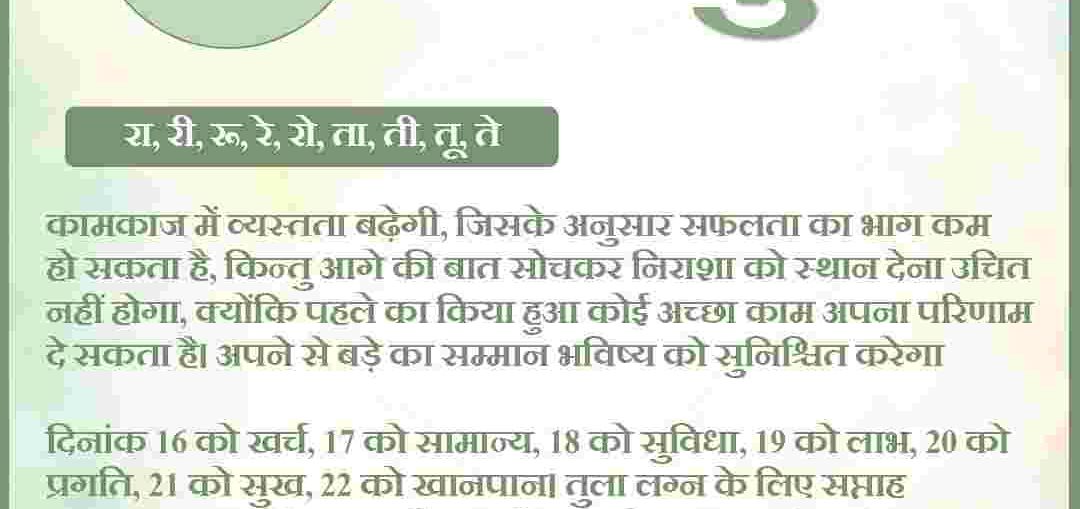 रा, री, रू, रे, रो, ता, ती, तू, ते
कामकाज में व्यस्तता बढ़ेगी, जिसके अनुसार सफलता का भाग कम
हो सकता है, किन्तु आगे की बात सोचकर निराशा को स्थान देना उचित
नहीं होगा, क्योंकि पहले का किया हुआ कोई अच्छा काम अपना परिणाम
दे सकता है। अपने से बड़े का सम्मान भविष्य को सुनिश्चित करेगा
दिनांक 16 को खर्च, 17 को सामान्य, 18 को सुविधा, 19 को लाभ, 20 को
प्रगति, 21 को सुख, 22 को खानपान। तुला लग्न के लिए सप्ताह